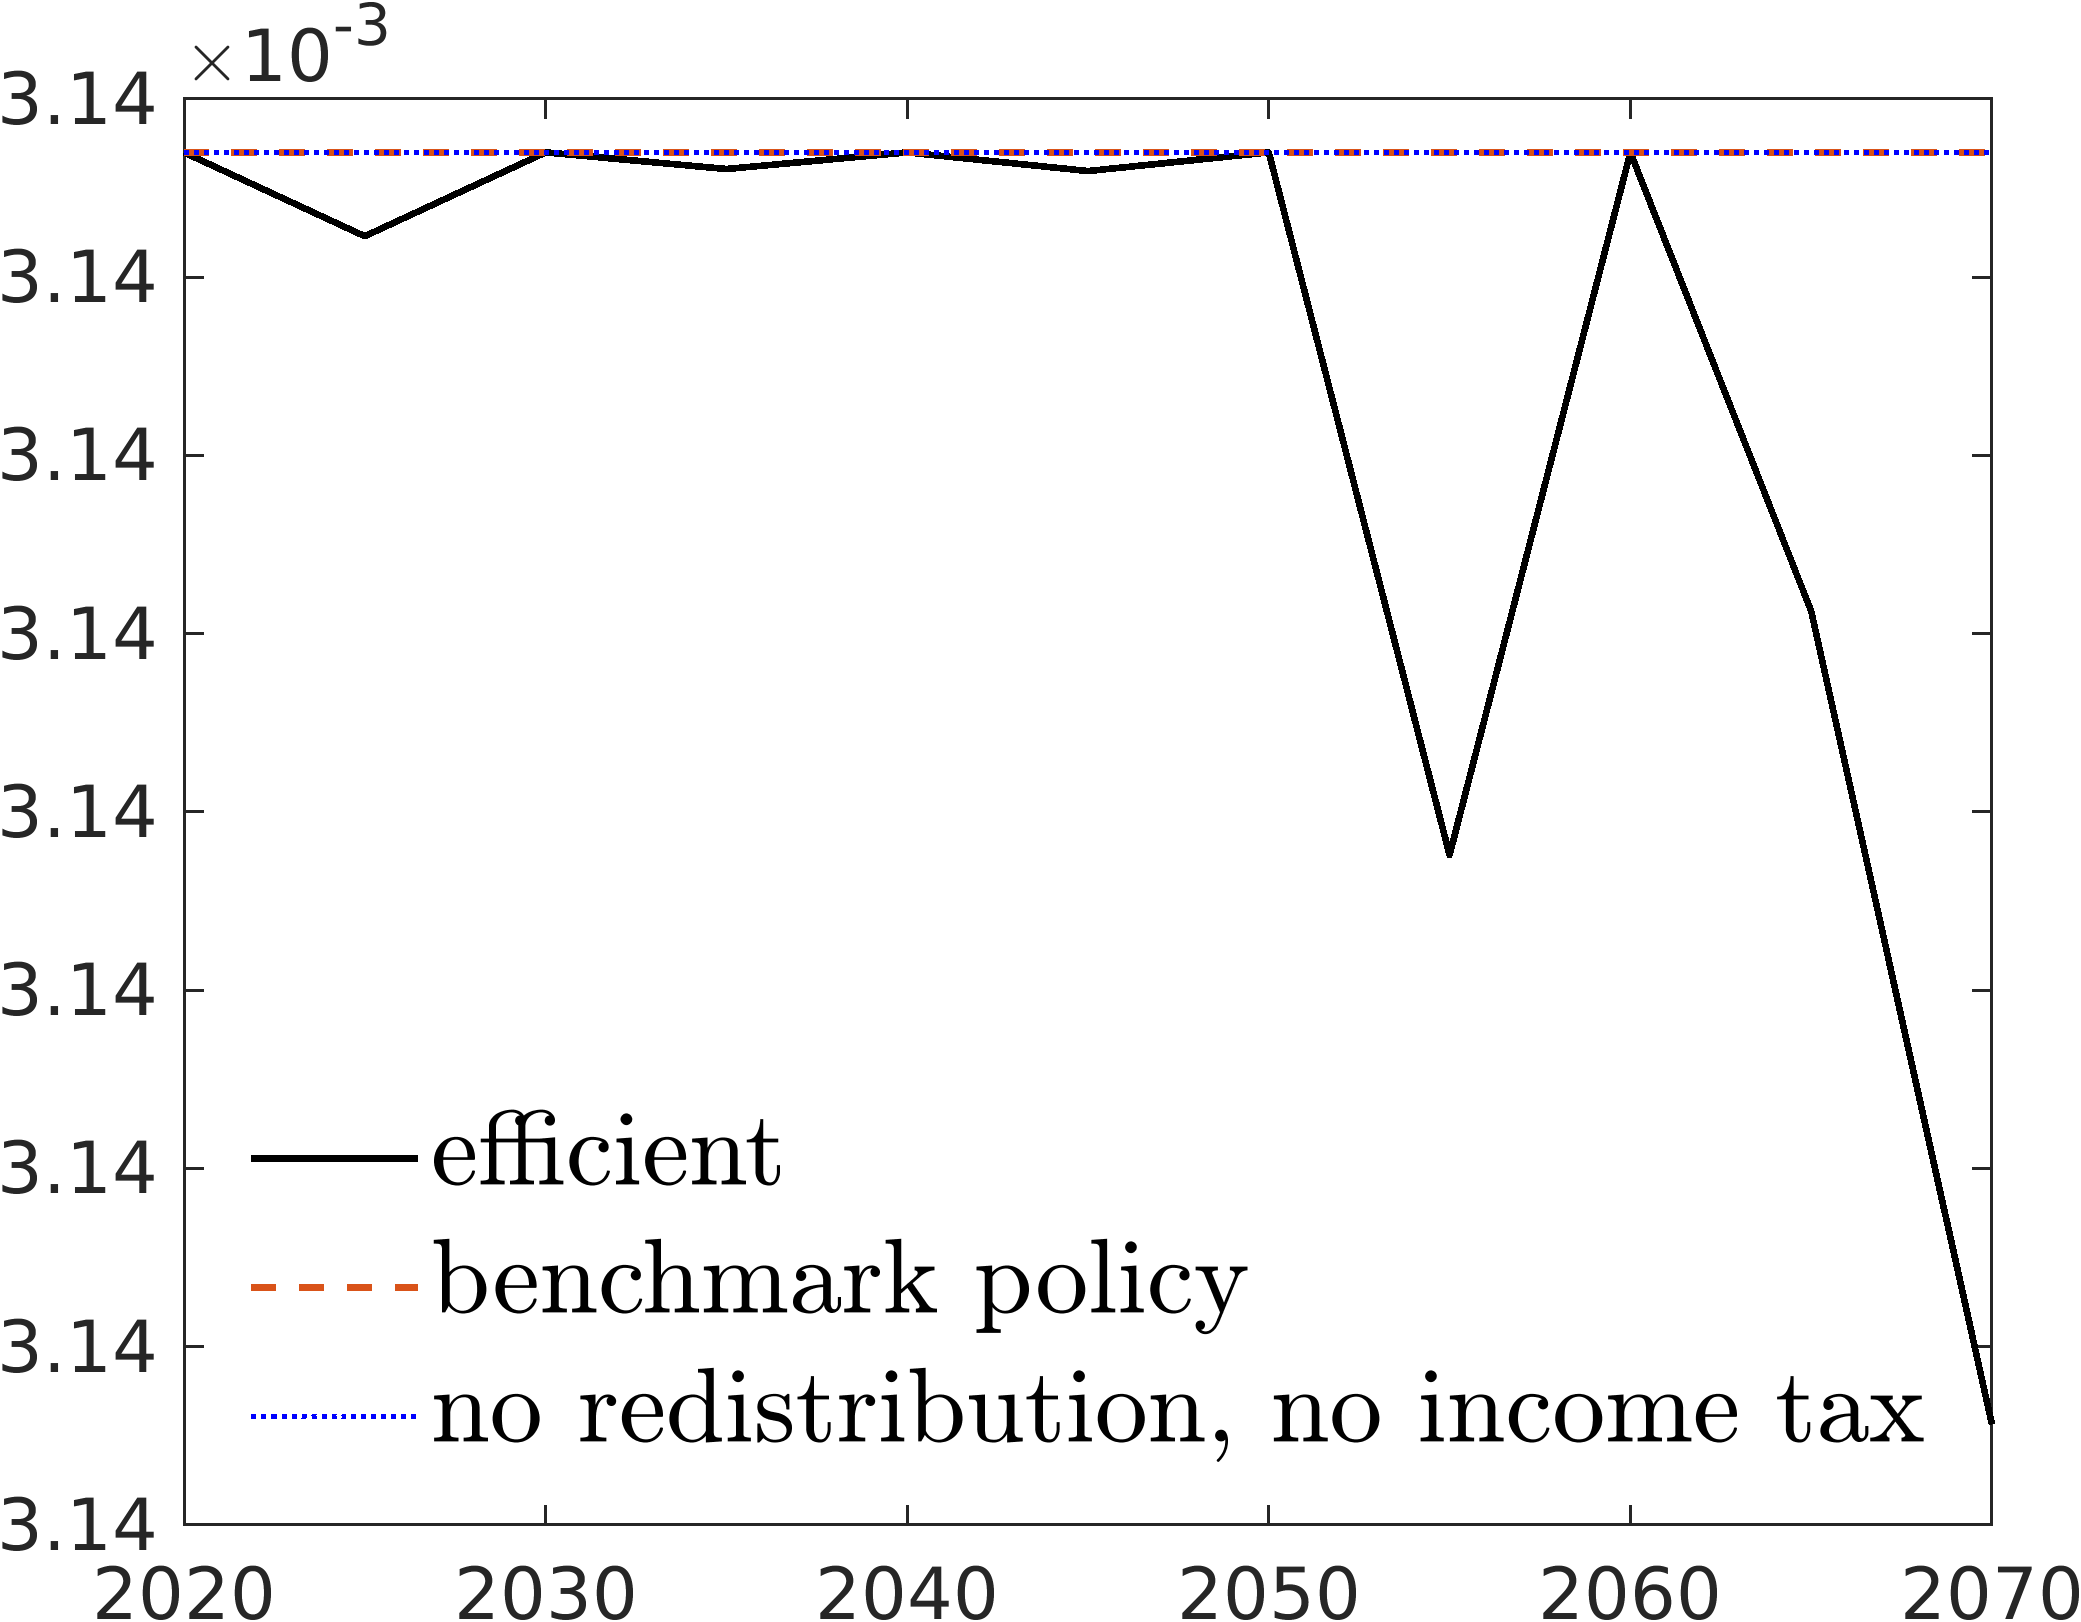 ×10-3
3.14
3.14
3.14
3.14
3.14
3.14
3.14
3.14
3.14
efficient
benchmark policy
no redistribution, no income tax
2020 2030 2040 2050 2060 2070